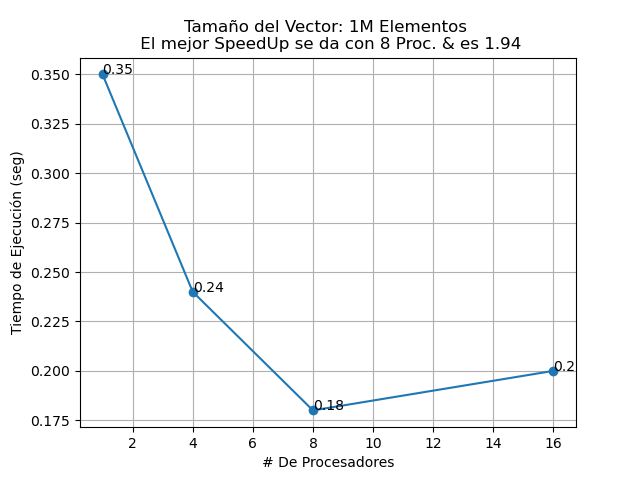 Tamaño del Vector: 1M Elementos
El mejor SpeedUp se da con 8 Proc. & es 1.94
0.350
0.325
0.300
0.275
0.250
0.225
0.200
0.175
Tiempo de Ejecución (seg)
0.35
0.24
0.18
0.2
2 4 6 8 10 12 14 16
# De Procesadores